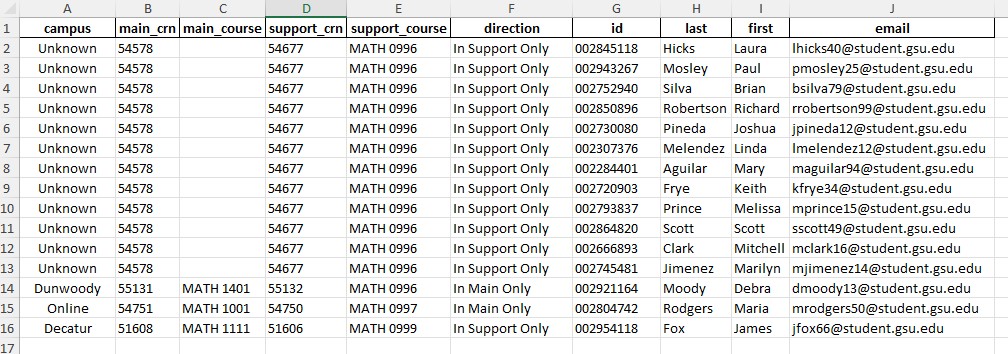 A B C D E F G H I J
1 campus main_crn main_course support_crn support_course direction id last first email
2 Unknown 54578 54677 MATH 0996 In Support Only 002845118 Hicks Laura lhicks40@student.gsu.edu
3 Unknown 54578 54677 MATH 0996 In Support Only 002943267 Mosley Paul pmosley25@student.gsu.edu
4 Unknown 54578 54677 MATH 0996 In Support Only 002752940 Silva Brian bsilva79@student.gsu.edu
5 Unknown 54578 54677 MATH 0996 In Support Only 002850896 Robertson Richard rrobertson99@student.gsu.edu
6 Unknown 54578 54677 MATH 0996 In Support Only 002730080 Pineda Joshua jpineda12@student.gsu.edu
7 Unknown 54578 54677 MATH 0996 In Support Only 002307376 Melendez Linda lmelendez12@student.gsu.edu
8 Unknown 54578 54677 MATH 0996 In Support Only 002284401 Aguilar Mary maguilar94@student.gsu.edu
9 Unknown 54578 54677 MATH 0996 In Support Only 002720903 Frye Keith kfrye34@student.gsu.edu
10 Unknown 54578 54677 MATH 0996 In Support Only 002793837 Prince Melissa mprince15@student.gsu.edu
11 Unknown 54578 54677 MATH 0996 In Support Only 002864820 Scott Scott sscott49@student.gsu.edu
12 Unknown 54578 54677 MATH 0996 In Support Only 002666893 Clark Mitchell mclark16@student.gsu.edu
13 Unknown 54578 54677 MATH 0996 In Support Only 002745481 Jimenez Marilyn mjimenez14@student.gsu.edu
14 Dunwoody 55131 MATH 1401 55132 In Main Only 002921164 Moody Debra dmoody13@student.gsu.edu
15 Online 54751 MATH 1001 54750 MATH 0997 In Main Only 002804742 Rodgers Maria mrodgers50@student.gsu.edu
16 Decatur 51608 MATH 1111 51606 MATH 0999 In Support Only 002954118 Fox James jfox66@student.gsu.edu
17